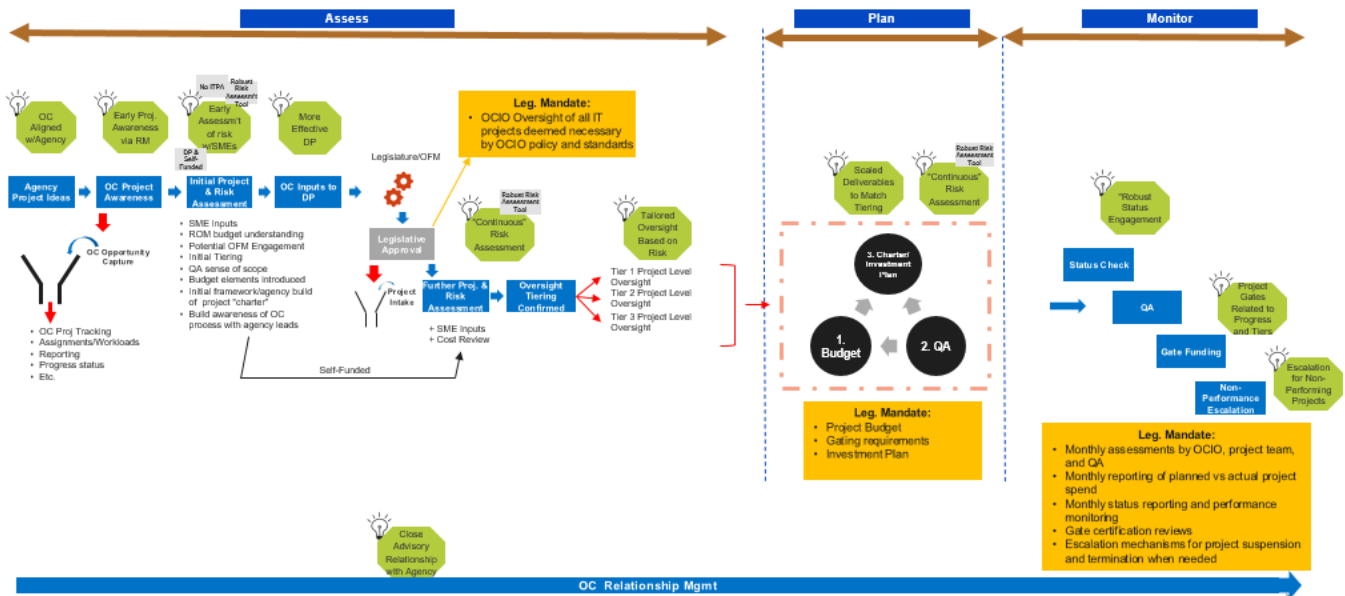 Assess
Plan
Monitor
OC
Aligned
w/Agency
Early Proj.
Awareness
via RM
No ITPA
Robust
Risk
Assessm't
Tool
Early
Assessm't
of risk
w/SMEs
More
Effective
DP
DP &
Self-
Funded
Agency
Project Ideas
OC Project
Awareness
Initial Project
& Risk
Assessment
OC Inputs to
DP
OC Opportunity
Capture
• OC Proj Tracking
• Assignments/Workloads
• Reporting
• Progress status
• Etc.
• SME Inputs
• ROM budget understanding
• Potential OFM Engagement
• Initial Tiering
• QA sense of scope
• Budget elements introduced
• Initial framework/agency build
of project "charter"
• Build awareness of OC
process with agency leads
Self-Funded
Legislature/OFM
Legislative
Approval
Project
Intake
Leg. Mandate:
• OCIO Oversight of all IT
projects deemed necessary
by OCIO policy and standards
Robust Risk
Assessment
Tool
"Continuous"
Risk
Assessment
Further Proj. &
Risk
Assessment
+ SME Inputs
+ Cost Review
Oversight
Tiering
Confirmed
Tailored
Oversight
Based on
Risk
Tier 1 Project Level
Oversight
Tier 2 Project Level
Oversight
Tier 3 Project Level
Oversight
Scaled
Deliverables
to Match
Tiering
Robust Risk
Assessment
Tool
"Continuous"
Risk
Assessment
3. Charter/
Investment
Plan
1.
Budget
2. QA
Leg. Mandate:
• Project Budget
• Gating requirements
• Investment Plan
"Robust
Status
Engagement
Status Check
QA
Gate Funding
Non-
Performance
Escalation
Project
Gates
Related to
Progress
and Tiers
Escalation
for Non-
Performing
Projects
Leg. Mandate:
• Monthly assessments by OCIO, project team,
and QA
• Monthly reporting of planned vs actual project
spend
• Monthly status reporting and performance
monitoring
• Gate certification reviews
• Escalation mechanisms for project suspension
and termination when needed
Close
Advisory
Relationship
with Agency
OC Relationship Mgmt